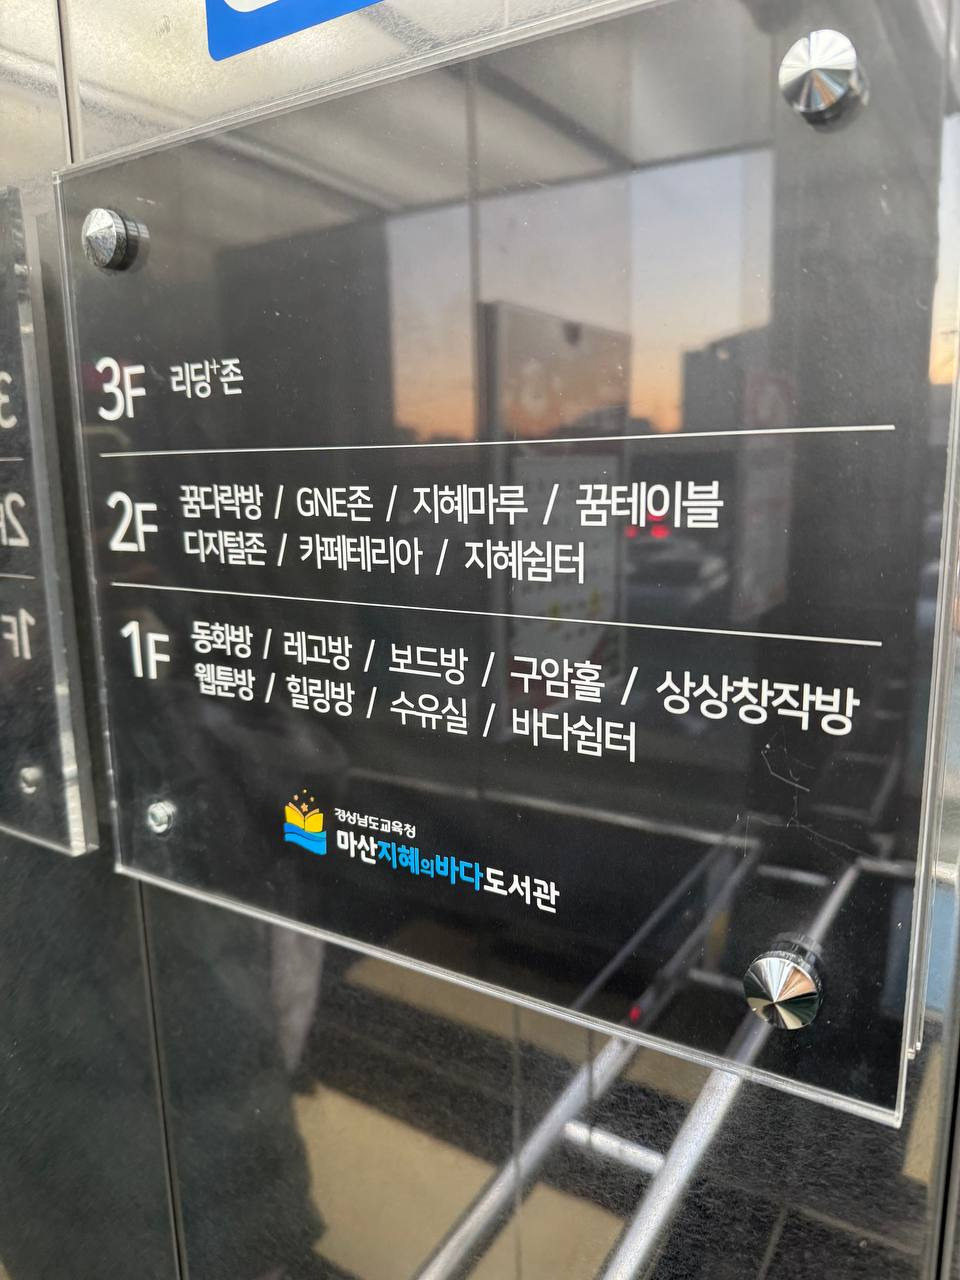 3F 리딩+존
2F 꿈다락방 / GNE존 / 지혜마루 / 꿈테이블
디지털존 / 카페테리아 / 지혜쉼터
1F 동화방 / 레고방 / 보드방 / 구암홀 / 상상창작방
웹툰방 / 힐링방 / 수유실 / 바다쉼터
경상남도교육청
마산지혜의바다도서관